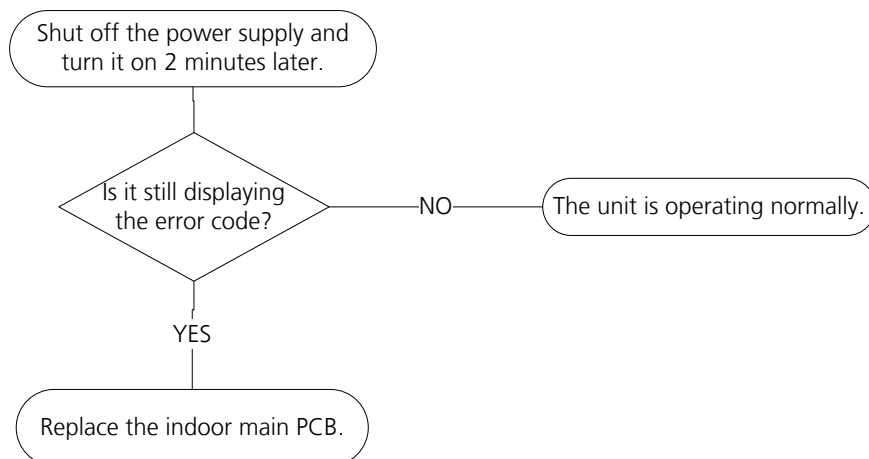 Shut off the power supply and
turn it on 2 minutes later.
Is it still displaying
the error code?
NO
The unit is operating normally.
YES
Replace the indoor main PCB.